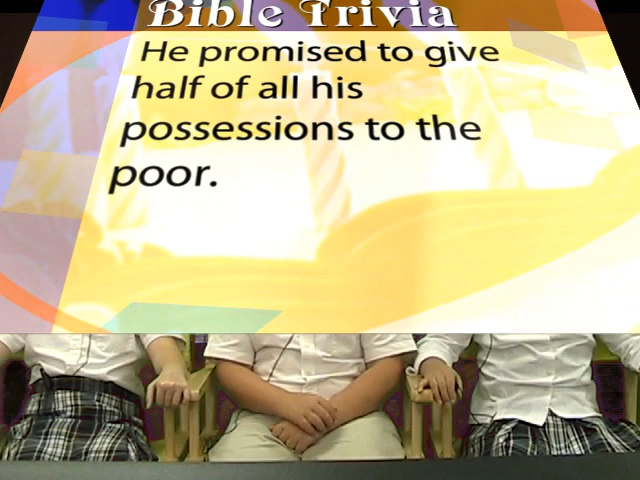 Bible Trivia
He promised to give
half of all his
possessions to the
poor.